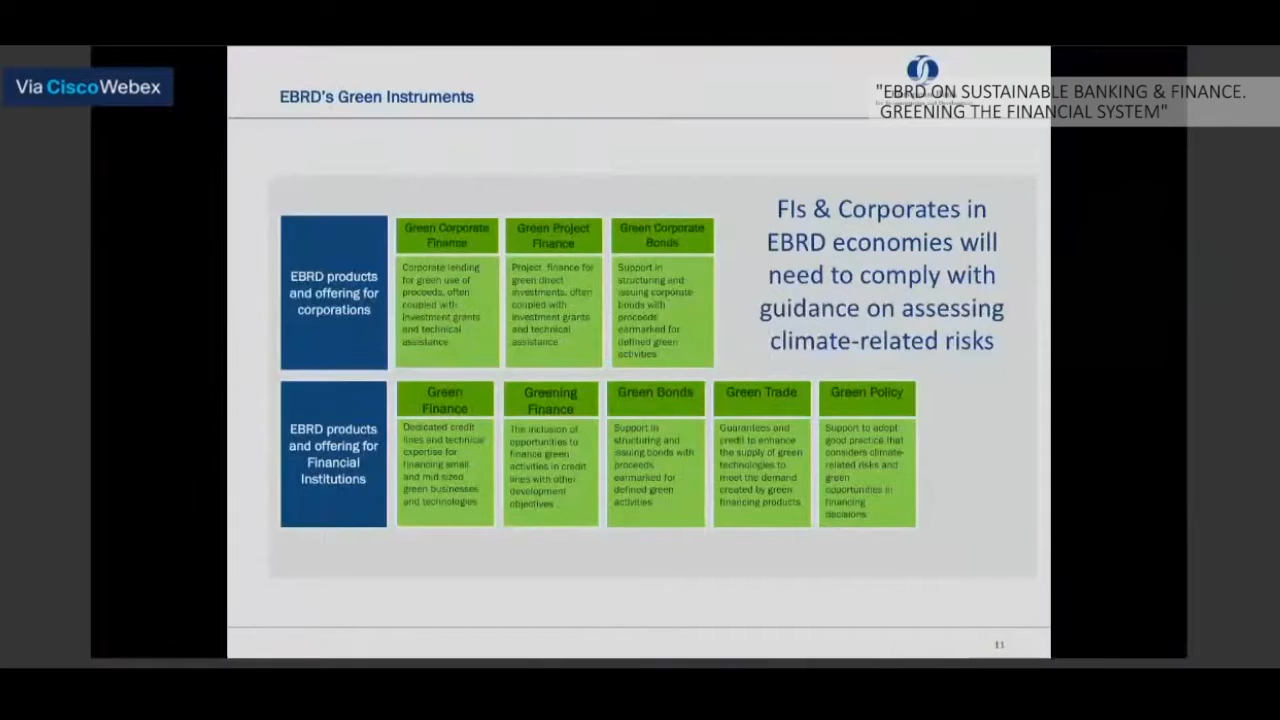 Via CiscoWebex
EBRD's Green Instruments
"EBRD ON SUSTAINABLE BANKING & FINANCE.
GREENING THE FINANCIAL SYSTEM"
EBRD products
and offering for
corporations
Green Corporate
Finance
Corporate lending
for green use of
proceeds, often
coupled with
investment grants
and technical
assistance
Green Project
Finance
Project finance for
green direct
investments, often
coupled with
investment grants
and technical
assistance
Green Corporate
Bonds
Support in
structuring and
issuing corporate
bonds with
proceeds
earmarked for
defined green
activities
FIs & Corporates in
EBRD economies will
need to comply with
guidance on assessing
climate-related risks
EBRD products
and offering for
Financial
Institutions
Green
Finance
Dedicated credit
lines and technical
expertise for
financing small
and mid sized
green businesses
and technologies
Greening
Finance
The inclusion of
opportunities to
finance green
activities in credit
lines with other
development
objectives
Green Bonds
Support in
structuring and
issuing bonds with
proceeds
earmarked for
defined green
activities
Green Trade
Guarantees and
credit to enhance
the supply of green
technologies to
meet the demand
created by green
financing products
Green Policy
Support to adopt
good practice that
considers climate-
related risks and
green
opportunities in
financing
decisions
11